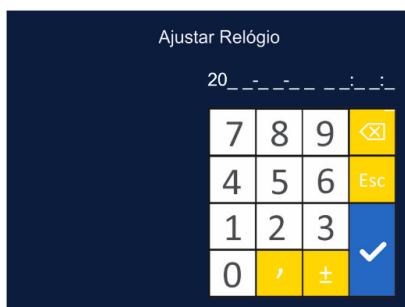 Ajustar Relógio
20_ _-_ _-_ _ _ _:_ _:_
7 8 9
4 5 6 Esc
1 2 3
0 , ±